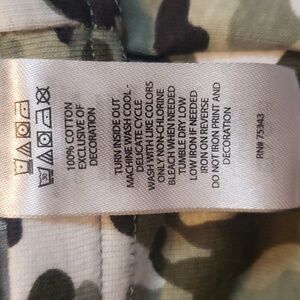 100% COTTON
EXCLUSIVE OF
DECORATION
TURN INSIDE OUT
MACHINE WASH COOL -
DELICATE CYCLE
WASH WITH LIKE COLORS
ONLY NON-CHLORINE
BLEACH WHEN NEEDED
TUMBLE DRY LOW
LOW IRON IF NEEDED
IRON ON REVERSE
DO NOT IRON PRINT AND
DECORATION
RN# 75343